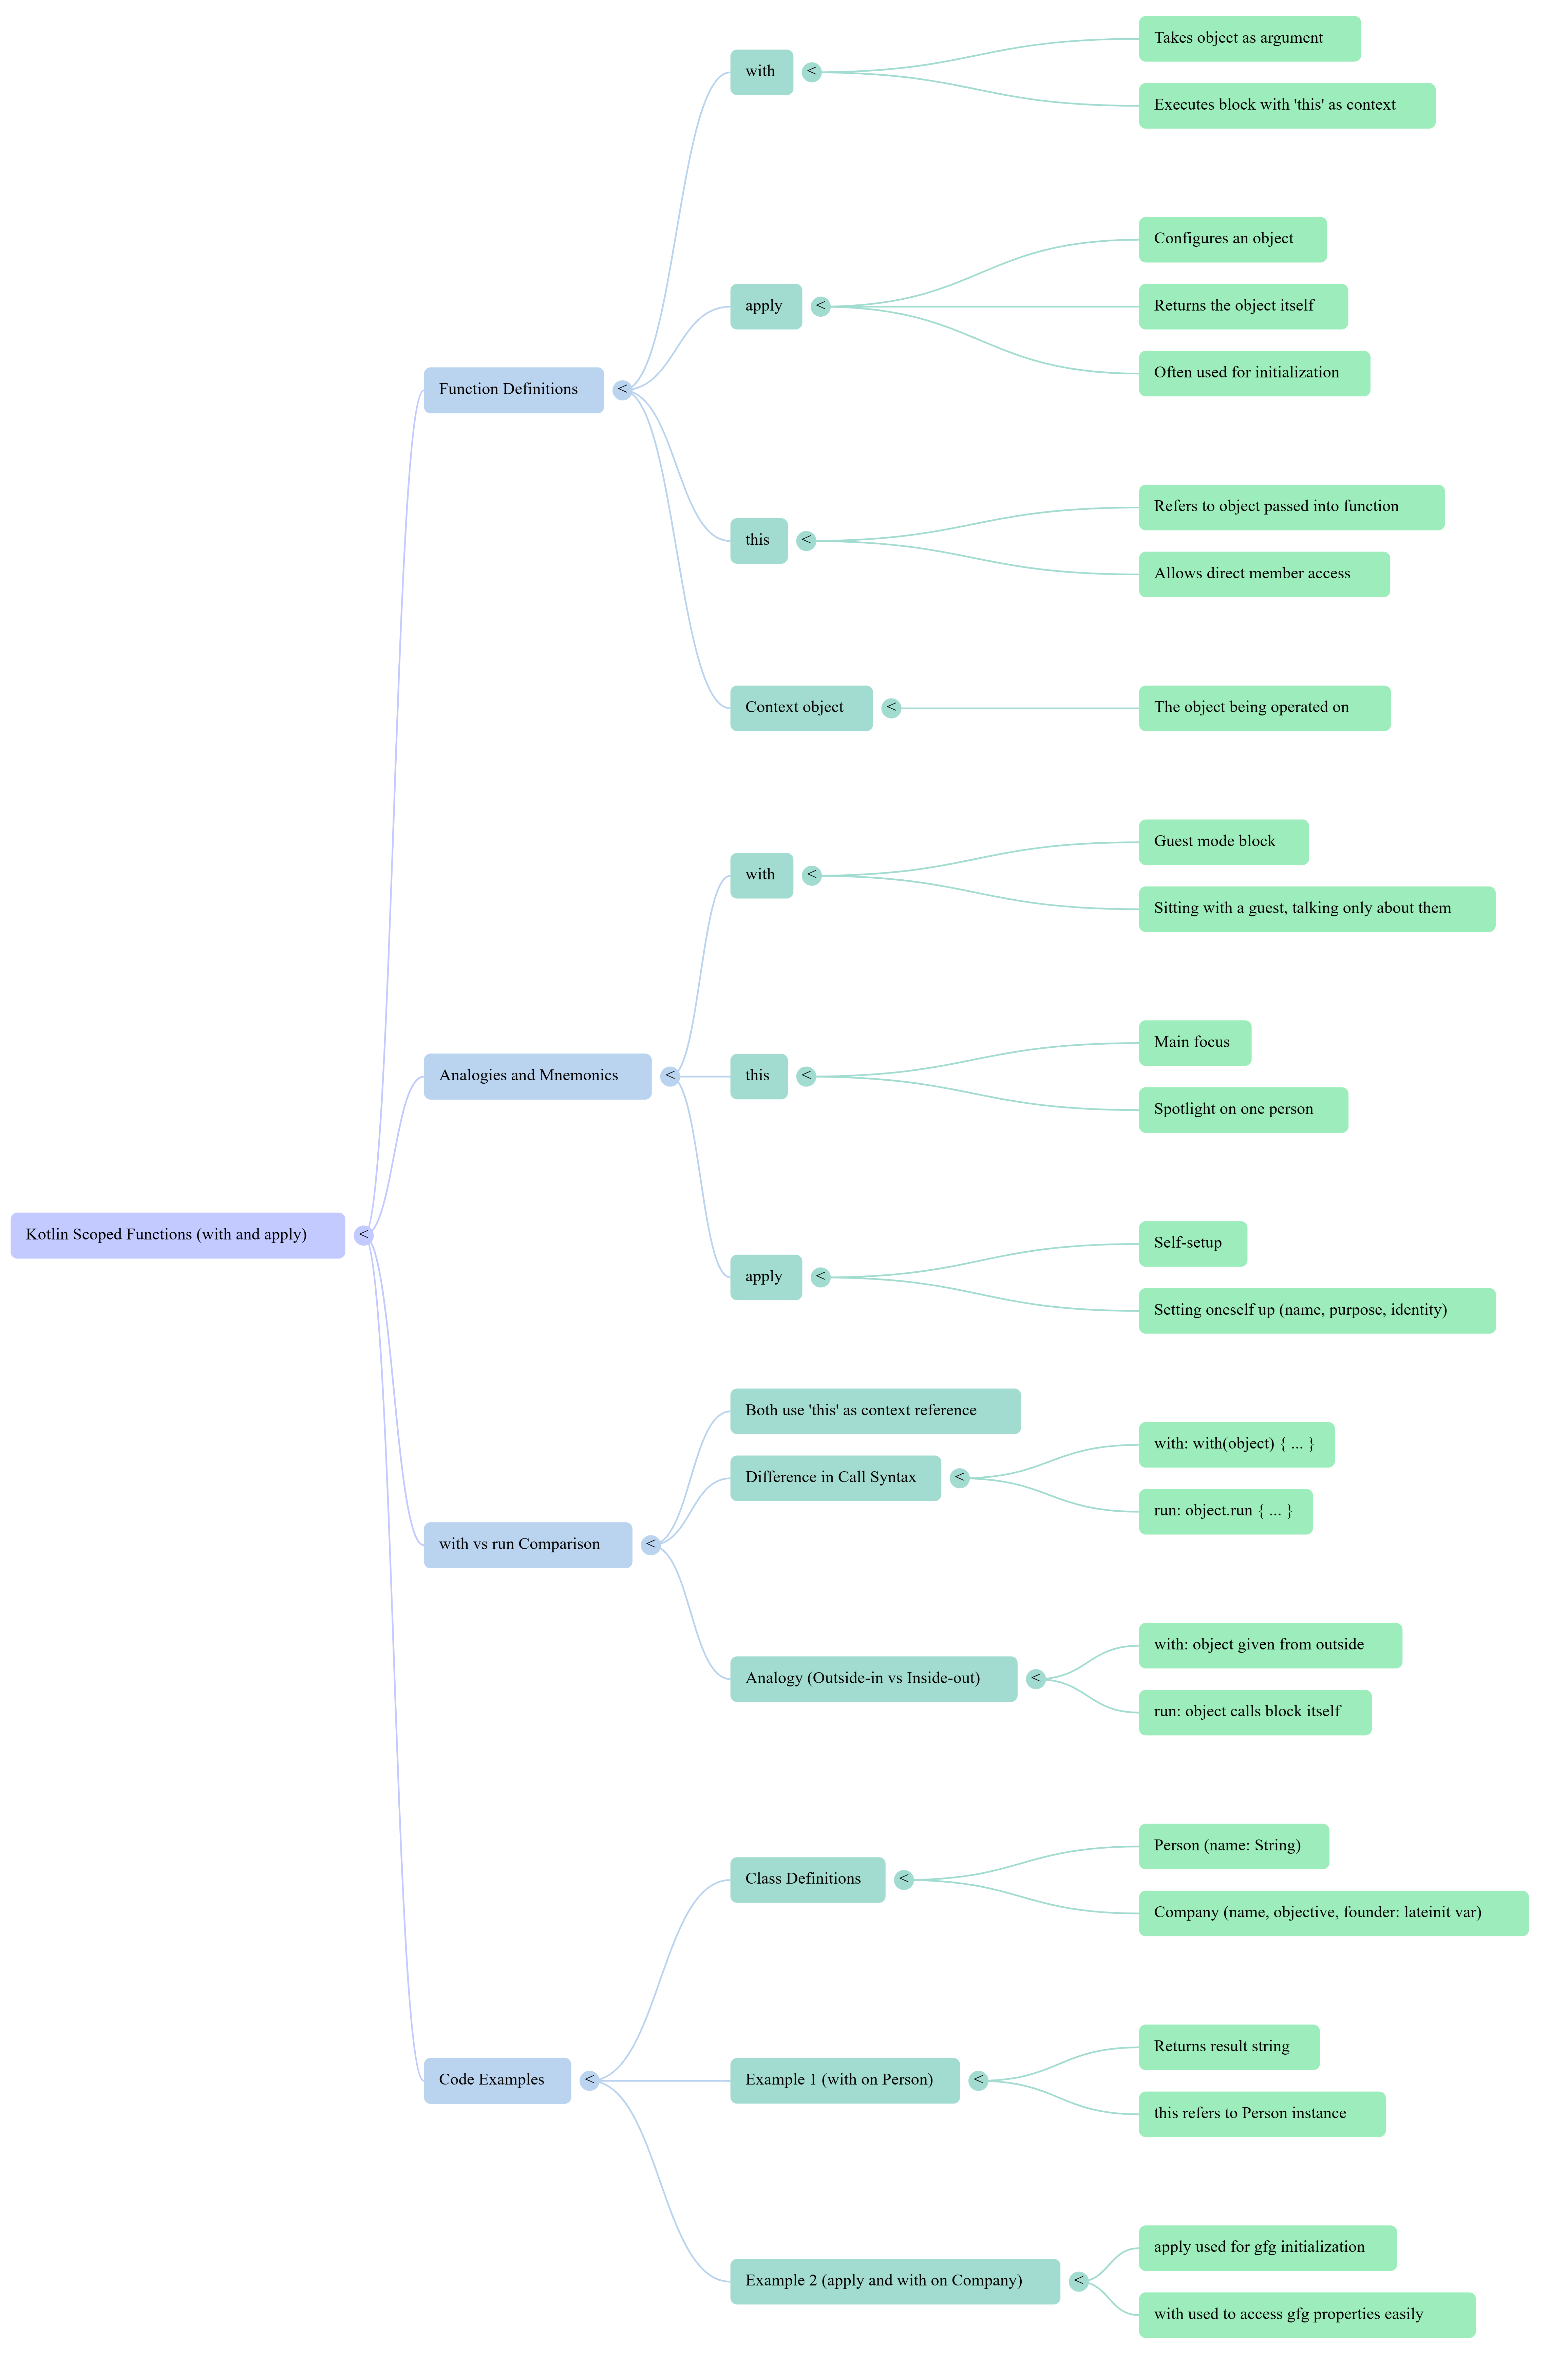 Kotlin Scoped Functions (with and apply)
<
Function Definitions
<
with
<
Takes object as argument
Executes block with 'this' as context
apply
<
Configures an object
Returns the object itself
Often used for initialization
this
<
Refers to object passed into function
Allows direct member access
Context object
<
The object being operated on
Analogies and Mnemonics
<
with
<
Guest mode block
Sitting with a guest, talking only about them
this
<
Main focus
Spotlight on one person
apply
<
Self-setup
Setting oneself up (name, purpose, identity)
with vs run Comparison
<
Both use 'this' as context reference
Difference in Call Syntax
<
with: with(object) { ... }
run: object.run { ... }
Analogy (Outside-in vs Inside-out)
<
with: object given from outside
run: object calls block itself
Code Examples
<
Class Definitions
<
Person (name: String)
Company (name, objective, founder: lateinit var)
Example 1 (with on Person)
<
Returns result string
this refers to Person instance
Example 2 (apply and with on Company)
<
apply used for gfg initialization
with used to access gfg properties easily